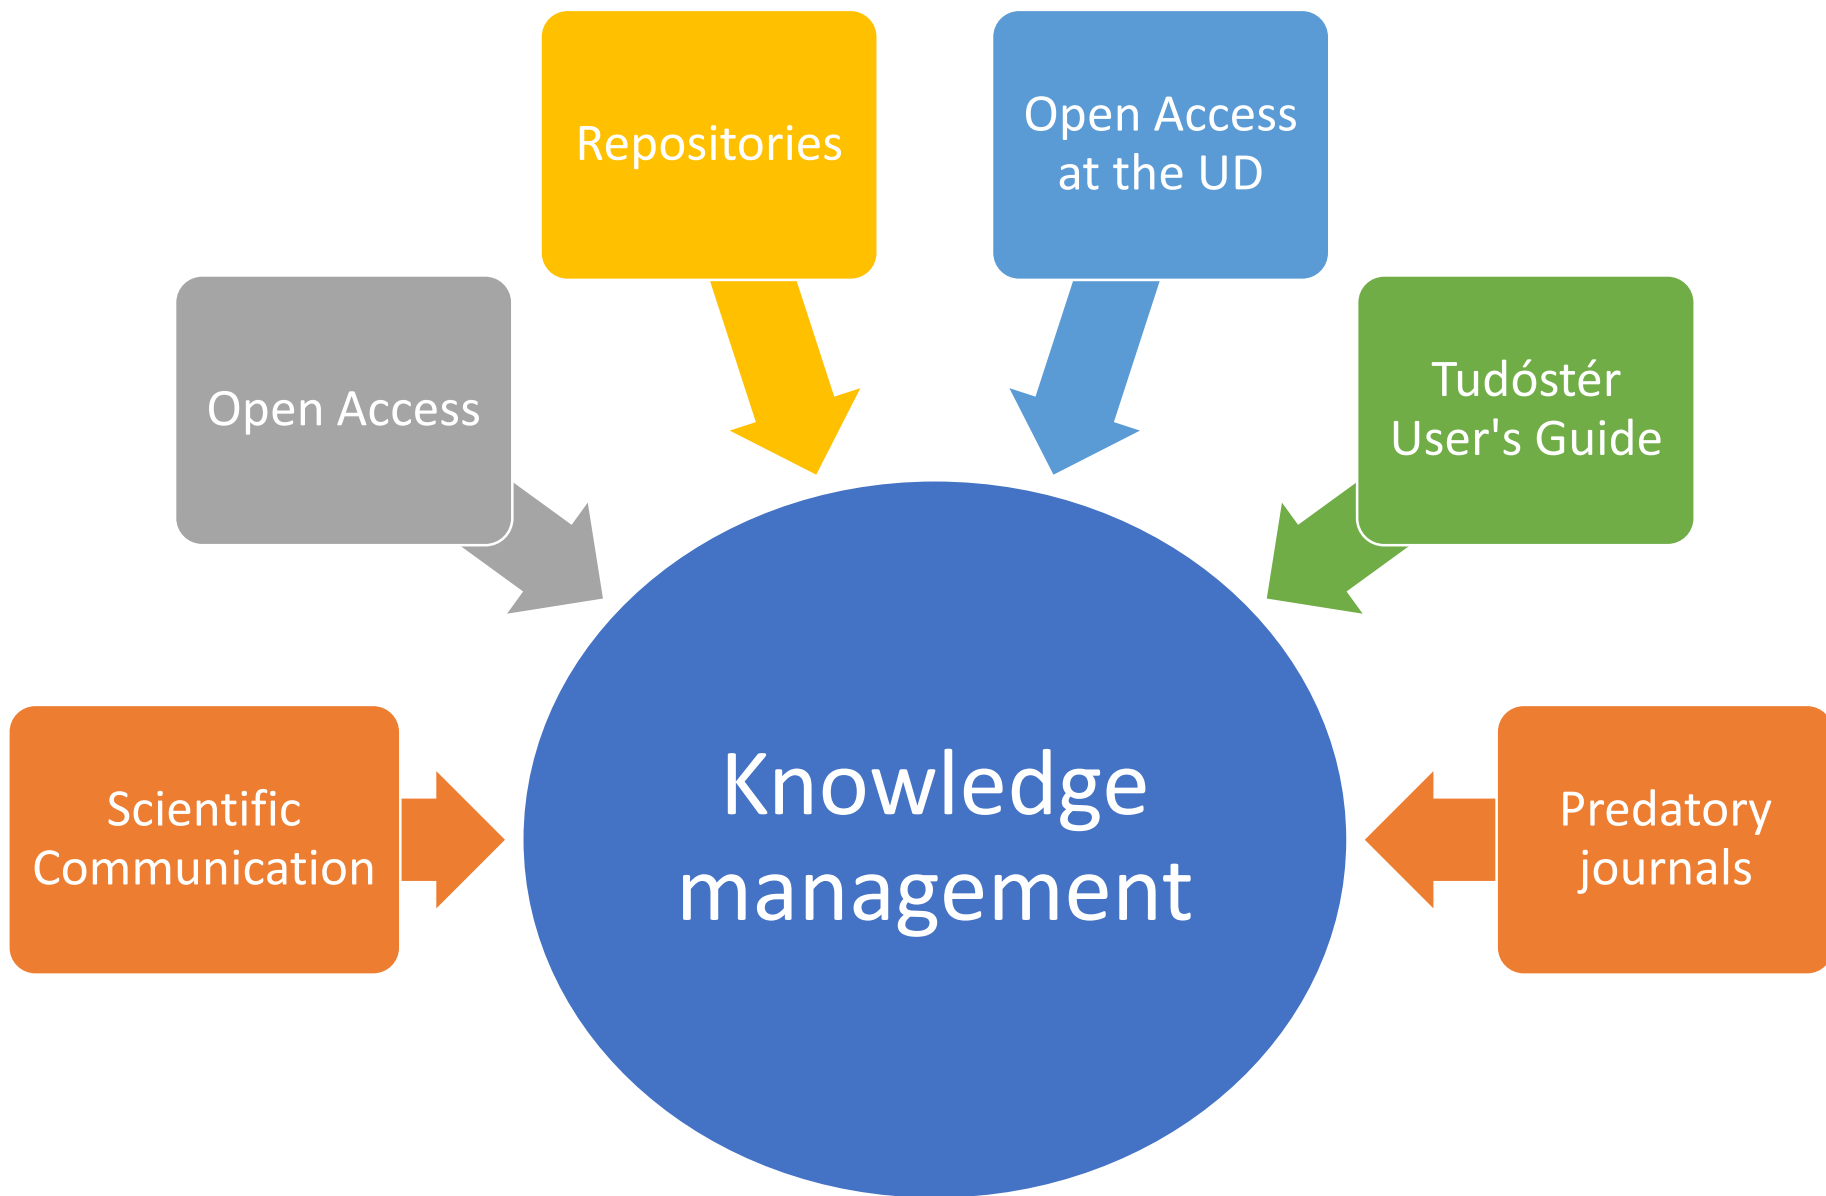 Repositories
Open Access
at the UD
Open Access
Tudóstér
User's Guide
Scientific
Communication
Knowledge
management
Predatory
journals